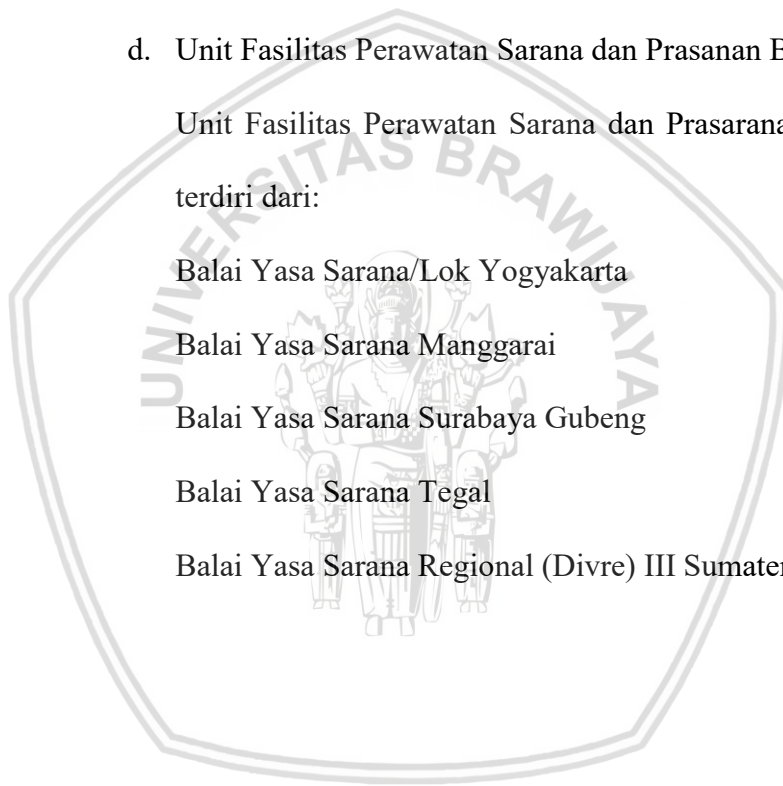 d. Unit Fasilitas Perawatan Sarana dan Prasanan
Unit Fasilitas Perawatan Sarana dan Prasarana
terdiri dari:
Balai Yasa Sarana/Lok Yogyakarta
Balai Yasa Sarana Manggarai
Balai Yasa Sarana Surabaya Gubeng
Balai Yasa Sarana Tegal
Balai Yasa Sarana Regional (Divre) III
UNIVERSITAS BRAWIJAYA